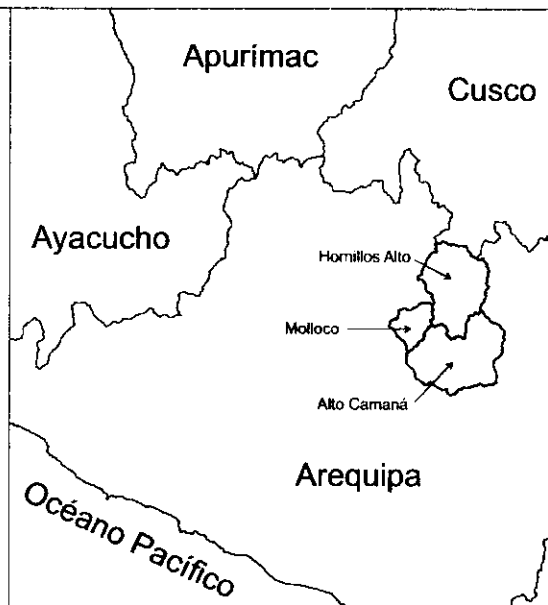 Apurímac
Cusco
Ayacucho
Hornillos Alto
Molloco
Alto Camaná
Arequipa
Océano Pacífico